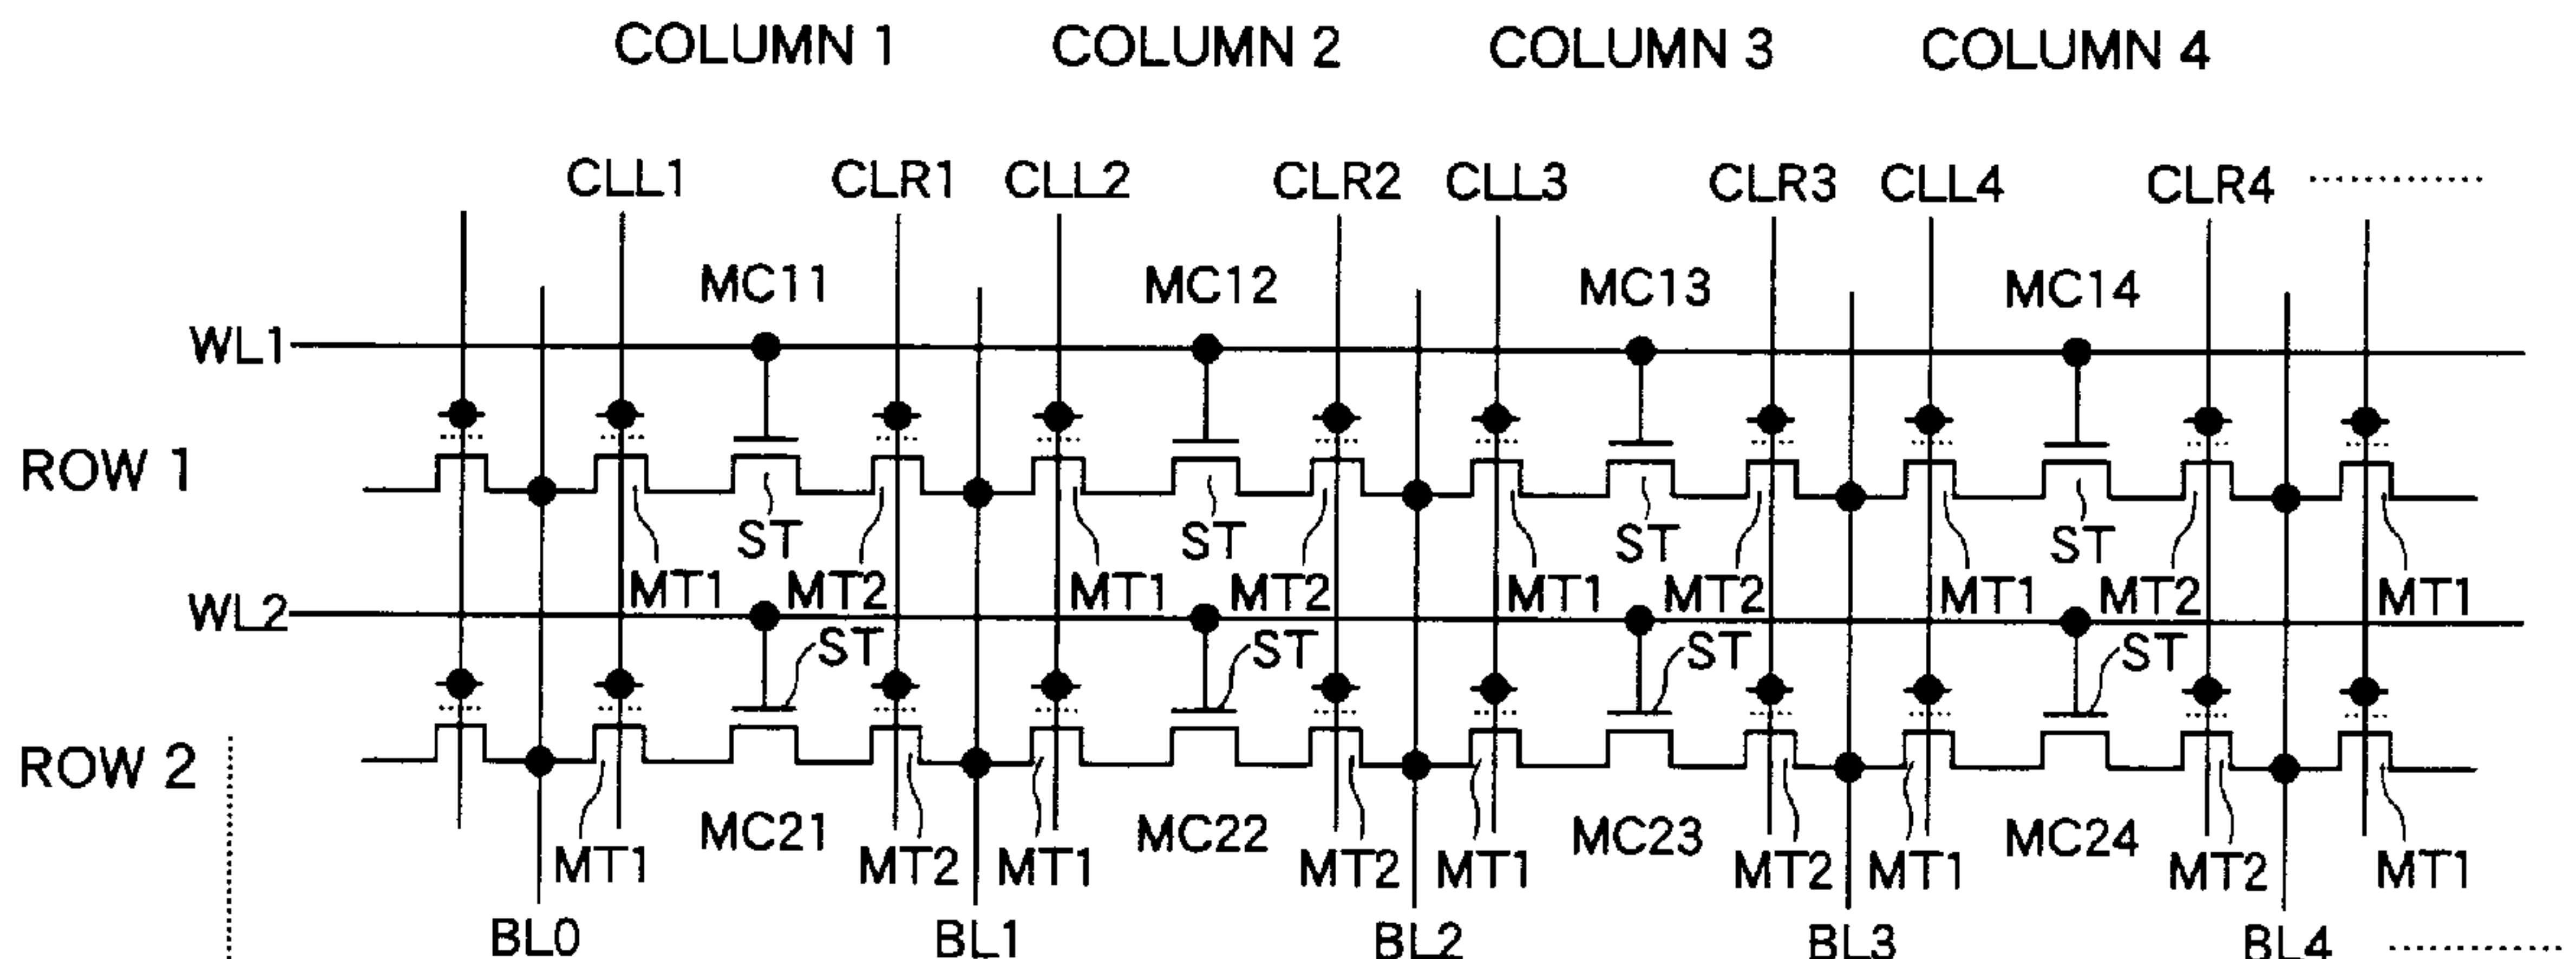 COLUMN 1 COLUMN 2 COLUMN 3 COLUMN 4
CLL1 CLR1 CLL2 CLR2 CLL3 CLR3 CLL4 CLR4
MC11 MC12 MC13 MC14
WL1
ROW 1
ST ST ST ST
MT1 MT2 MT1 MT2 MT1 MT2 MT1 MT2 MT1
WL2
ST ST ST ST
ROW 2
MC21 MC22 MC23 MC24
MT1 MT2 MT1 MT2 MT1 MT2 MT1 MT2 MT1
BL0 BL1 BL2 BL3 BL4